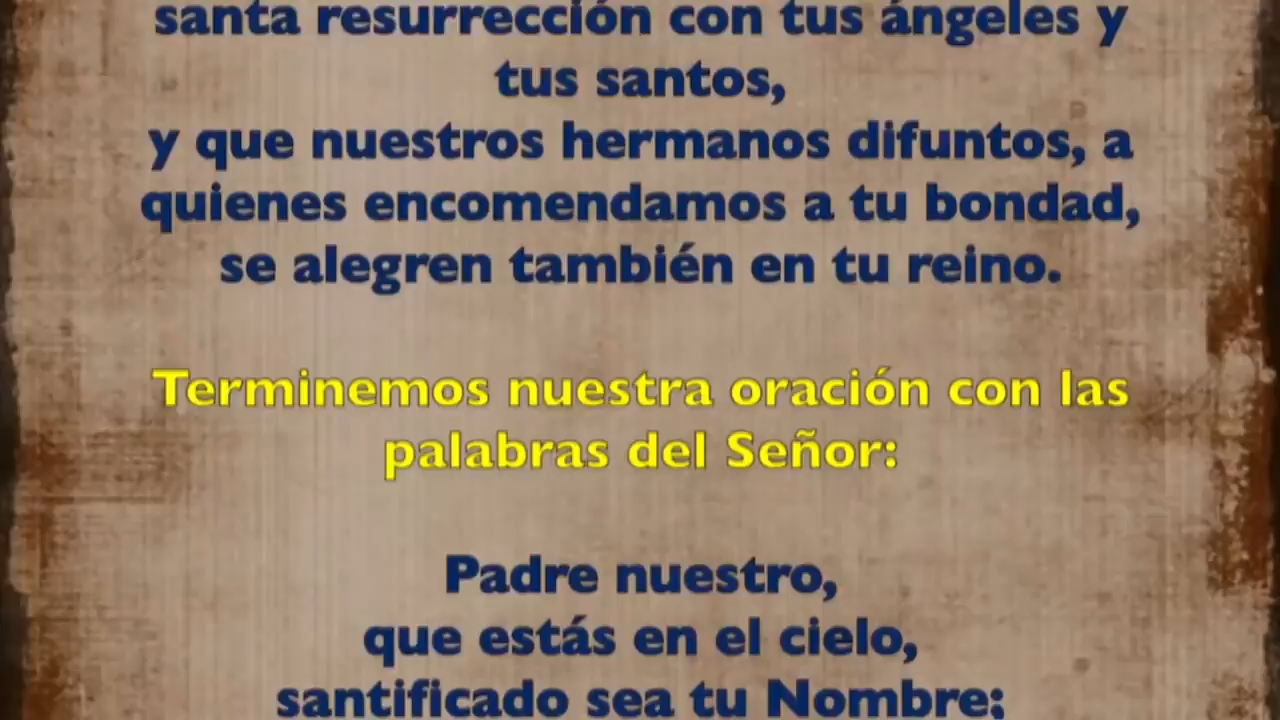 santa resurrección con tus ángeles y
tus santos,
y que nuestros hermanos difuntos, a
quienes encomendamos a tu bondad,
se alegren también en tu reino.
Terminemos nuestra oración con las
palabras del Señor:
Padre nuestro,
que estás en el cielo,
santificado sea tu Nombre;